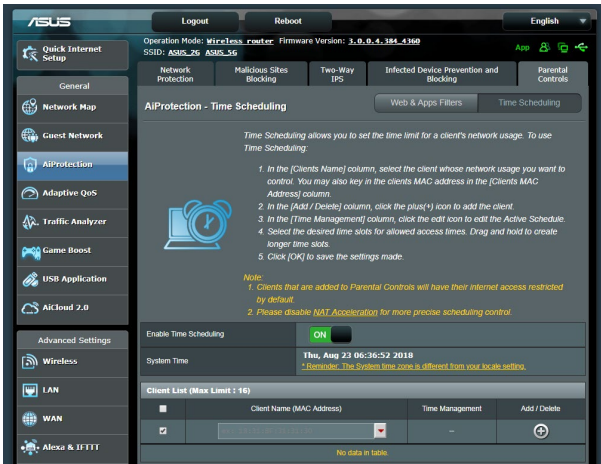 ASUS
Logout
Reboot
English
Quick Internet
Setup
Operation Mode: Wireless router Firmware Version: 3.0.0.4.384_4360
SSID: ASUS_2G ASUS_5G
App
General
Network Map
Guest Network
AiProtection
Adaptive QoS
Traffic Analyzer
Game Boost
USB Application
AiCloud 2.0
Advanced Settings
Wireless
LAN
WAN
Alexa & IFTTT
Network
Protection
Malicious Sites
Blocking
Two-Way
IPS
Infected Device Prevention and
Blocking
Parental
Controls
AiProtection - Time Scheduling
Web & Apps Filters
Time Scheduling
Time Scheduling allows you to set the time limit for a client's network usage. To use
Time Scheduling:
1. In the [Clients Name] column, select the client whose network usage you want to
control. You may also key in the clients MAC address in the [Clients MAC
Address] column.
2. In the [Add / Delete] column, click the plus(+) icon to add the client.
3. In the [Time Management] column, click the edit icon to edit the Active Schedule.
4. Select the desired time slots for allowed access times. Drag and hold to create
longer time slots.
5. Click [OK] to save the settings made.
Note:
1. Clients that are added to Parental Controls will have their internet access restricted
by default.
2. Please disable NAT Acceleration for more precise scheduling control.
Enable Time Scheduling
ON
System Time
Thu, Aug 23 06:36:52 2018
* Reminder: The System time zone is different from your locale setting.
Client List (Max Limit : 16)
Client Name (MAC Address)
Time Management
Add / Delete
--
No data in table.